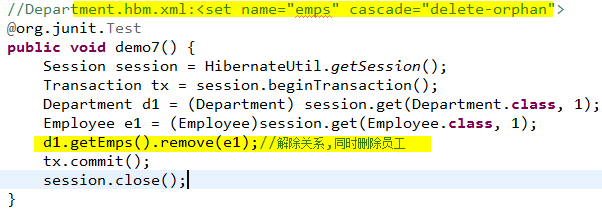 //Department.hbm.xml:<set name="emps" cascade="delete-orphan">
@org.junit.Test
public void demo7() {
Session session = HibernateUtil.getSession();
Transaction tx = session.beginTransaction();
Department d1 = (Department) session.get(Department.class, 1);
Employee e1 = (Employee)session.get(Employee.class, 1);
d1.getEmps().remove(e1);//解除关系,同时删除员工
tx.commit();
session.close();
}